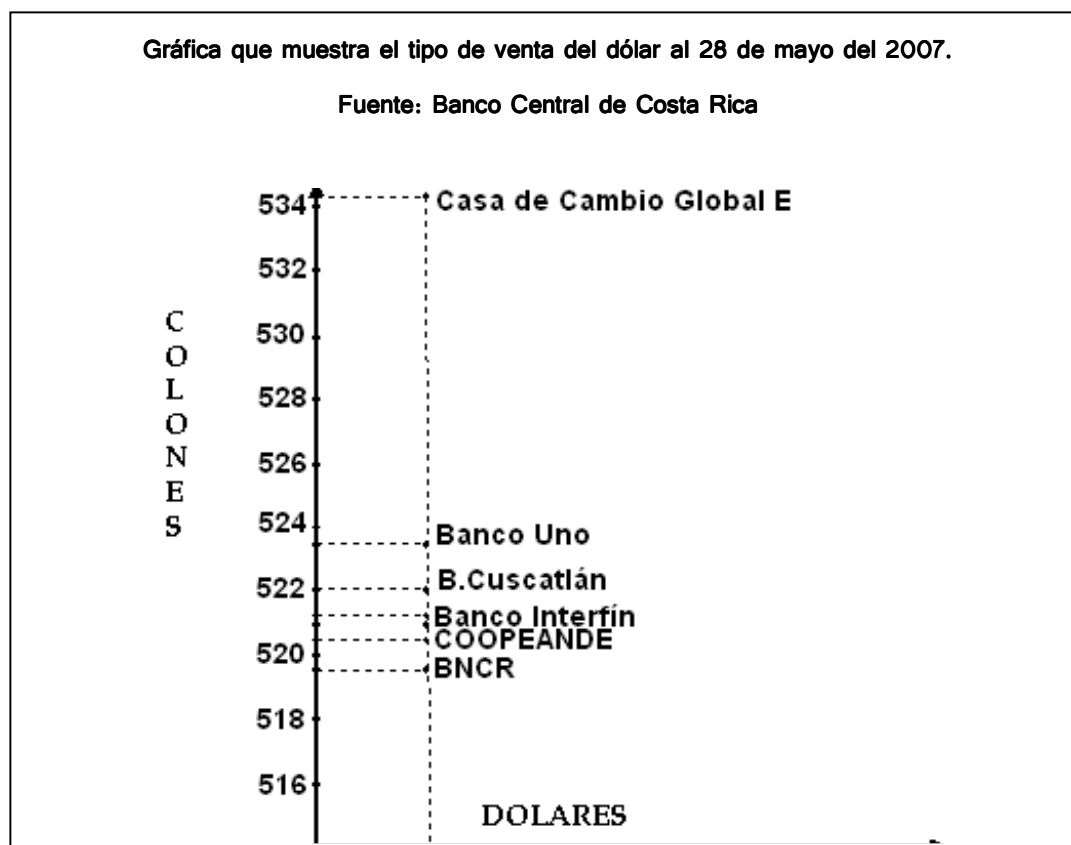 Gráfica que muestra el tipo de venta del dólar al 28 de mayo del 2007.
Fuente: Banco Central de Costa Rica
534
Casa de Cambio Global E
532
530
528
526
524
Banco Uno
522
B.Cuscatlán
Banco Interfín
COOPEANDE
520
BNCR
518
516
COLONES
DOLARES